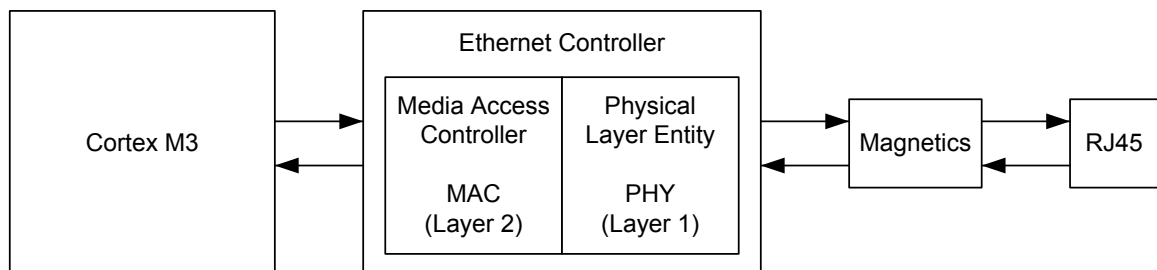 Ethernet Controller
Cortex M3
Media Access
Controller
MAC
(Layer 2)
Physical
Layer Entity
PHY
(Layer 1)
Magnetics
RJ45